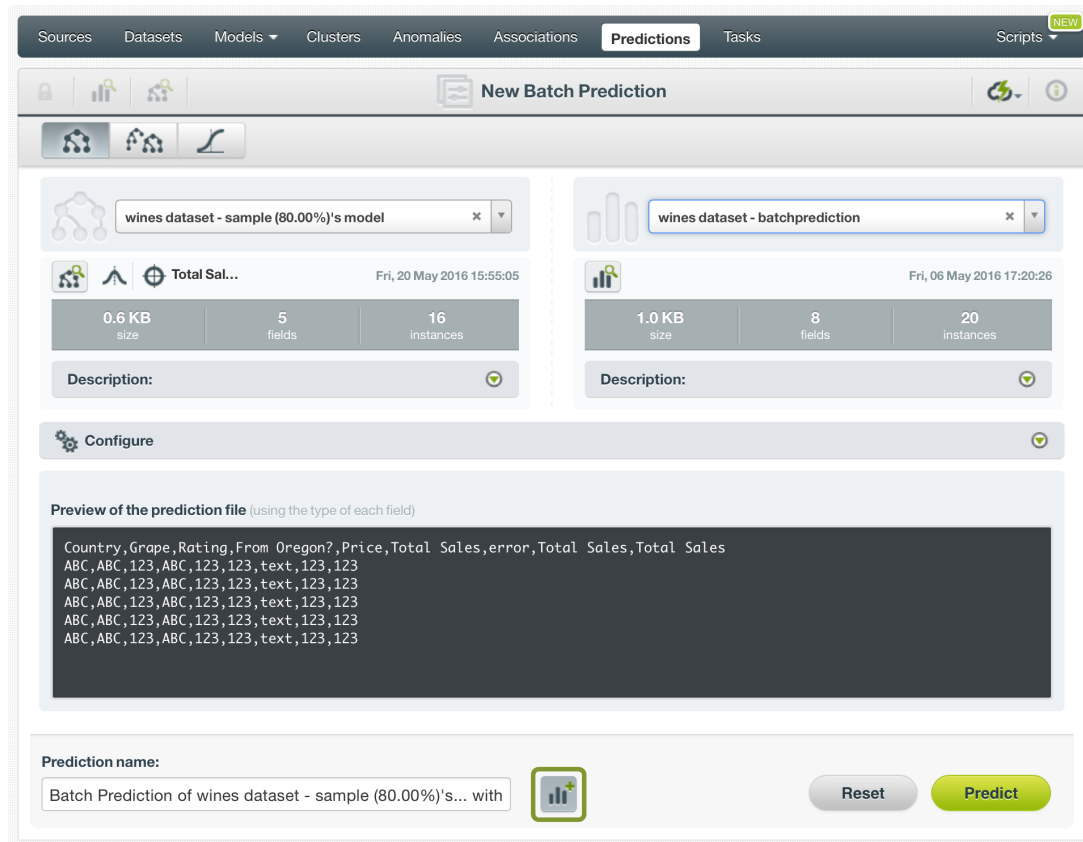 Sources Datasets Models Clusters Anomalies Associations Predictions Tasks Scripts NEW
New Batch Prediction
wines dataset - sample (80.00%)'s model
wines dataset - batchprediction
Total Sal... Fri, 20 May 2016 15:55:05
Fri, 06 May 2016 17:20:26
0.6 KB 5 16
size fields instances
1.0 KB 8 20
size fields instances
Description:
Description:
Configure
Preview of the prediction file (using the type of each field)
Country,Grape,Rating,From Oregon?,Price,Total Sales,error,Total Sales,Total Sales
ABC,ABC,123,ABC,123,123,text,123,123
ABC,ABC,123,ABC,123,123,text,123,123
ABC,ABC,123,ABC,123,123,text,123,123
ABC,ABC,123,ABC,123,123,text,123,123
ABC,ABC,123,ABC,123,123,text,123,123
Prediction name:
Batch Prediction of wines dataset - sample (80.00%)'s... with
Reset Predict